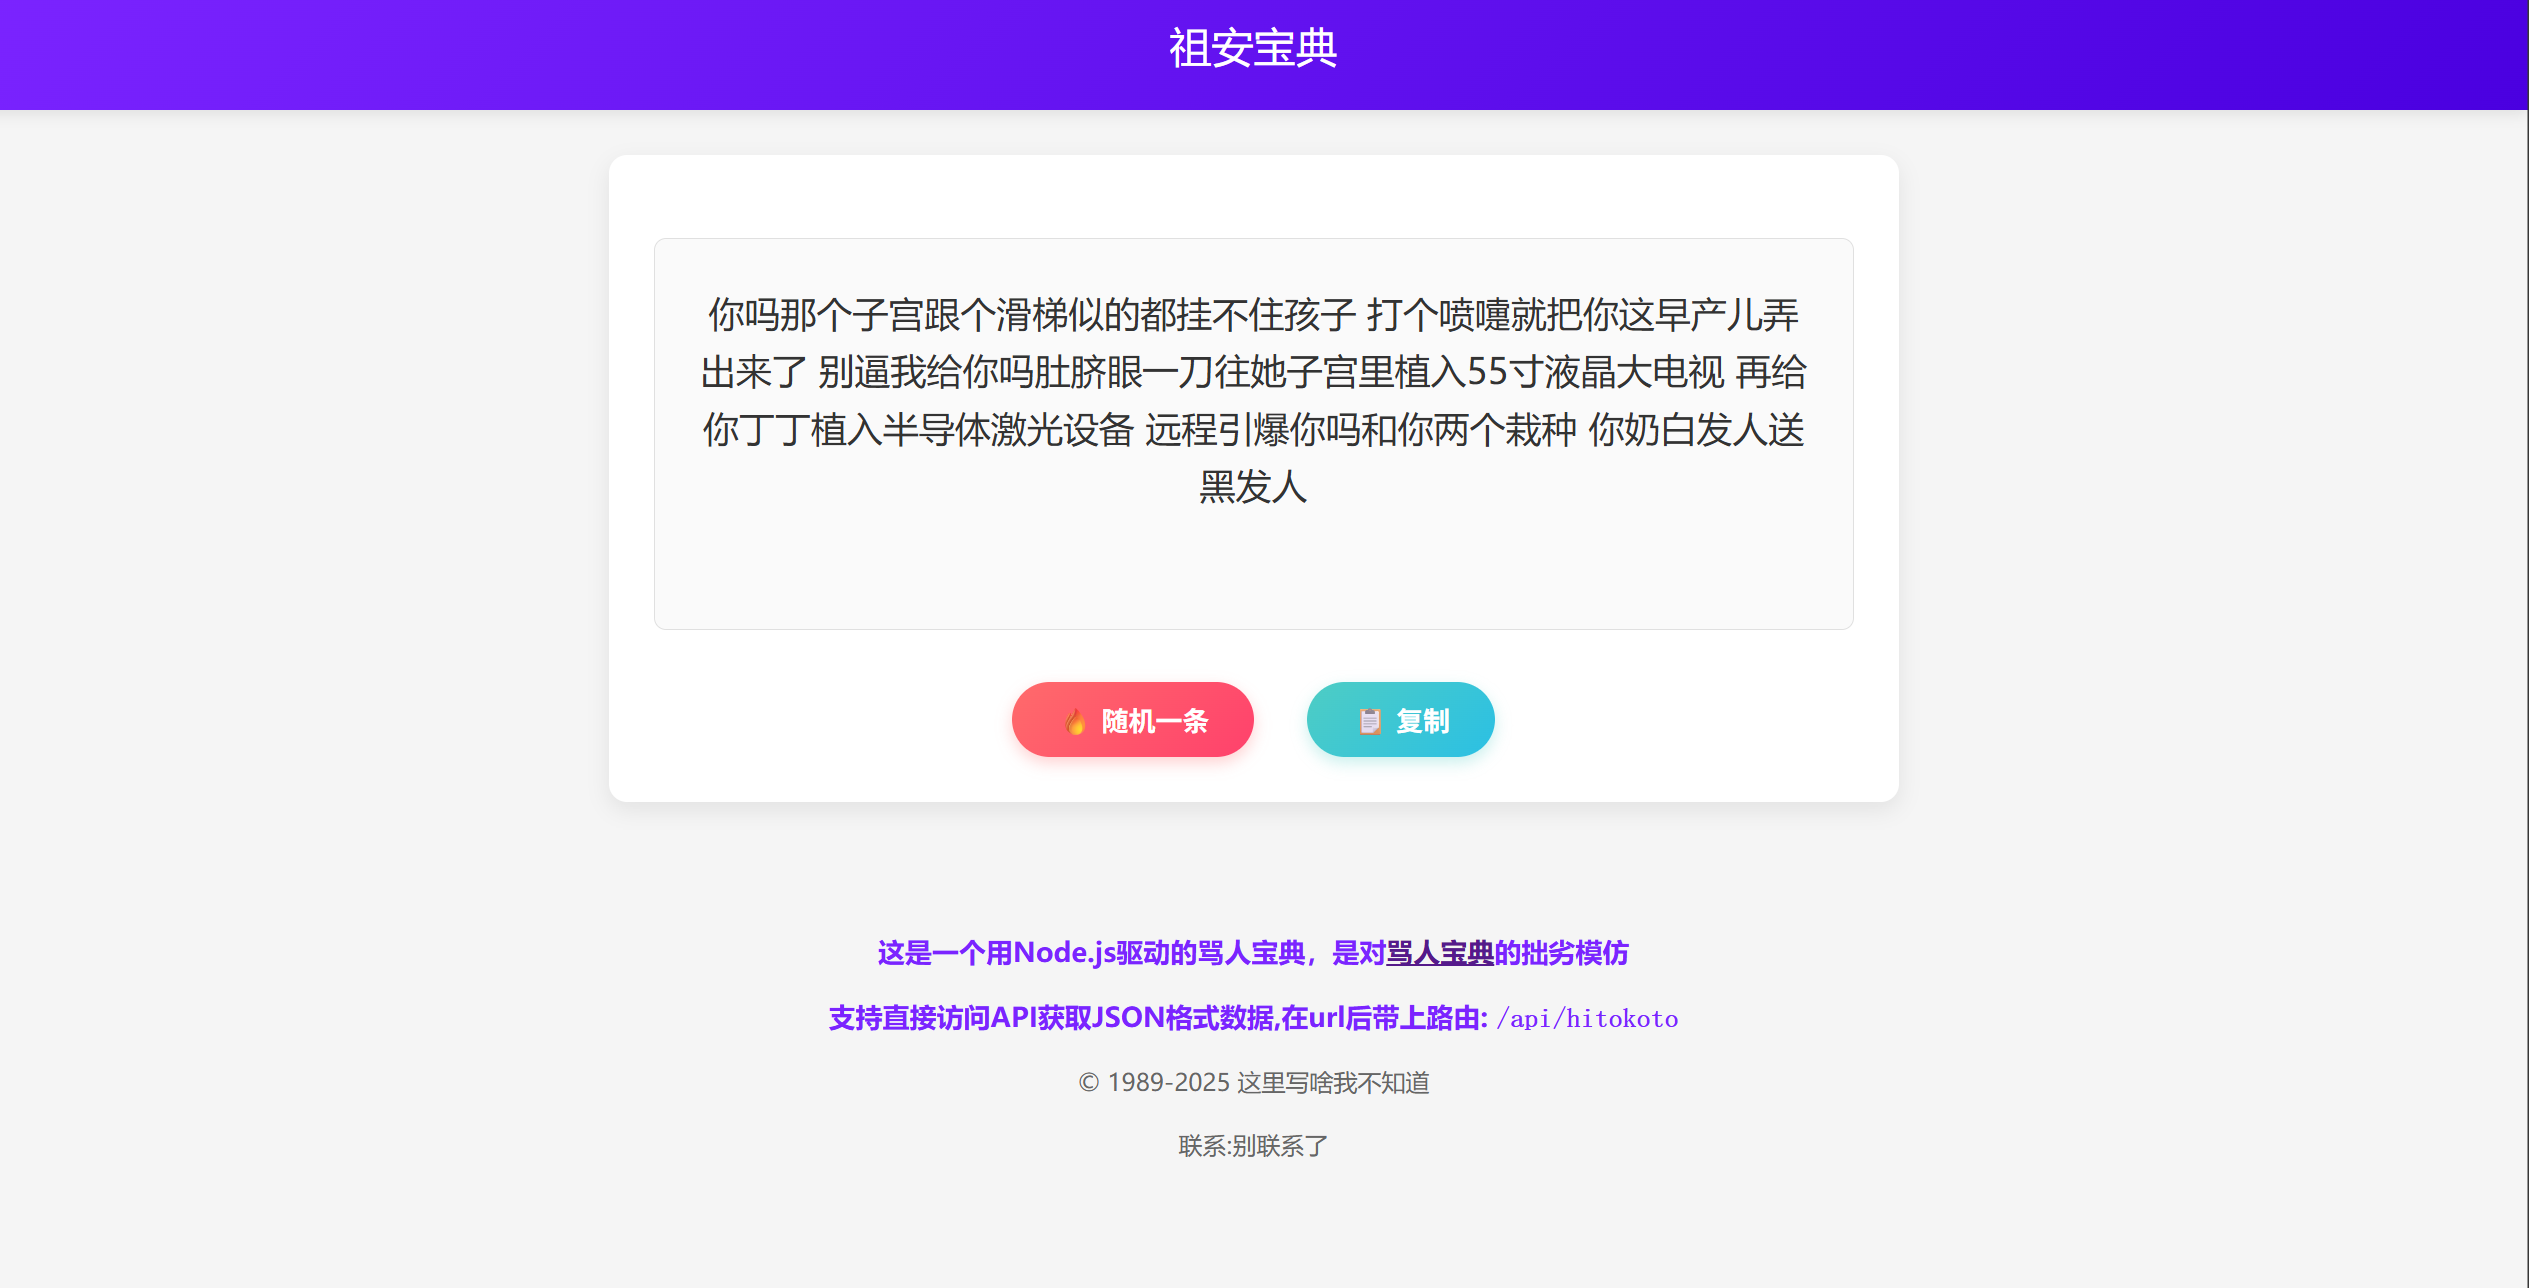 祖安宝典
你吗那个子宫跟个滑梯似的都挂不住孩子 打个喷嚏就把你这早产儿弄
出来了 别逼我给你吗肚脐眼一刀往她子宫里植入55寸液晶大电视 再给
你丁丁植入半导体激光设备 远程引爆你吗和你两个栽种 你奶白发人送
黑发人
🔥 随机一条
📋 复制
这是一个用Node.js驱动的骂人宝典，是对骂人宝典的拙劣模仿
支持直接访问API获取JSON格式数据,在url后带上路由: /api/hitokoto
© 1989-2025 这里写啥我不知道
联系:别联系了